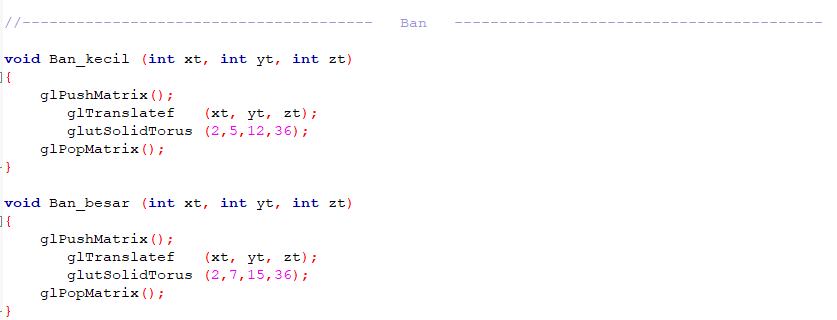 //--------------------------------------- Ban -----------------------------------------
void Ban_kecil (int xt, int yt, int zt)
{
glPushMatrix();
glTranslatef (xt, yt, zt);
glutSolidTorus (2,5,12,36);
glPopMatrix();
}
void Ban_besar (int xt, int yt, int zt)
{
glPushMatrix();
glTranslatef (xt, yt, zt);
glutSolidTorus (2,7,15,36);
glPopMatrix();
}